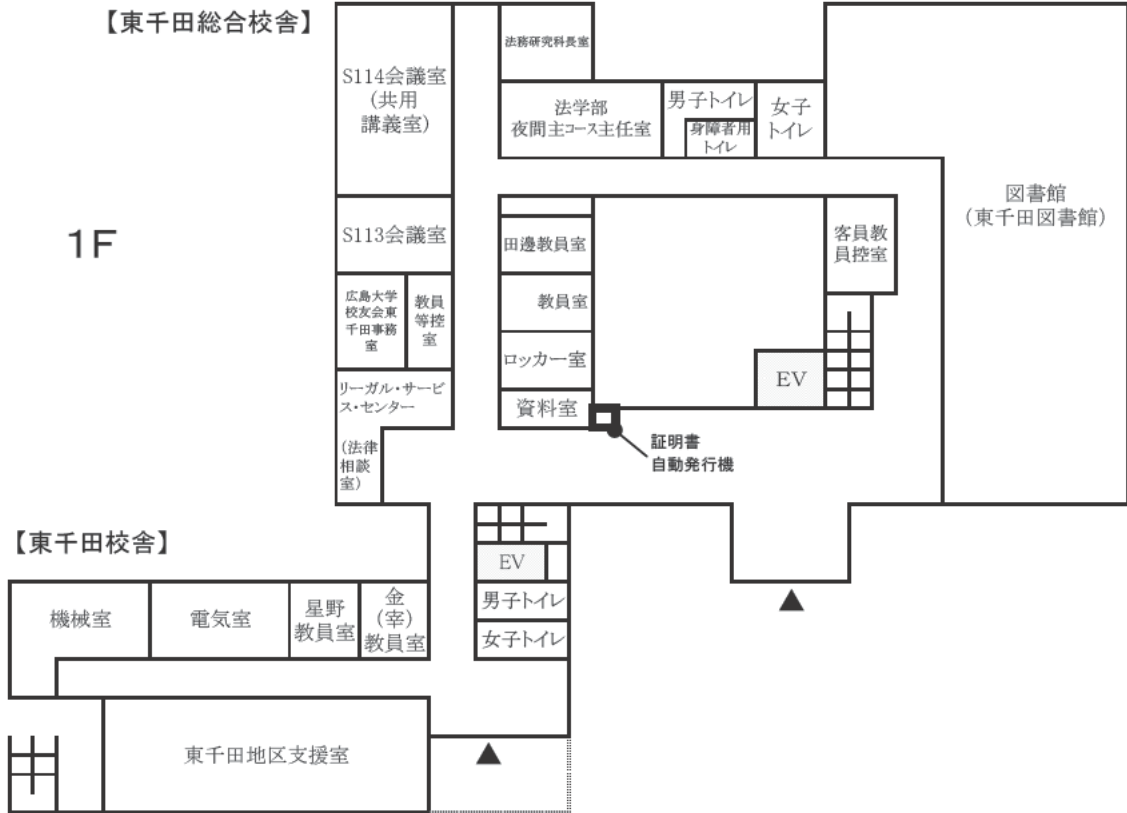 【東千田総合校舎】
1F
S114会議室
(共用
講義室)
法務研究科長室
法学部
夜間主コース主任室
男子トイレ
身障者用
トイレ
女子
トイレ
図書館
(東千田図書館)
S113会議室
田邊教員室
客員教
員控室
広島大学
校友会東
千田事務
室
教員
等控
室
教員室
ロッカー室
EV
リーガル・サービ
ス・センター
(法律
相談
室)
資料室
証明書
自動発行機
【東千田校舎】
EV
男子トイレ
女子トイレ
機械室
電気室
星野
教員室
金
(宰)
教員室
東千田地区支援室